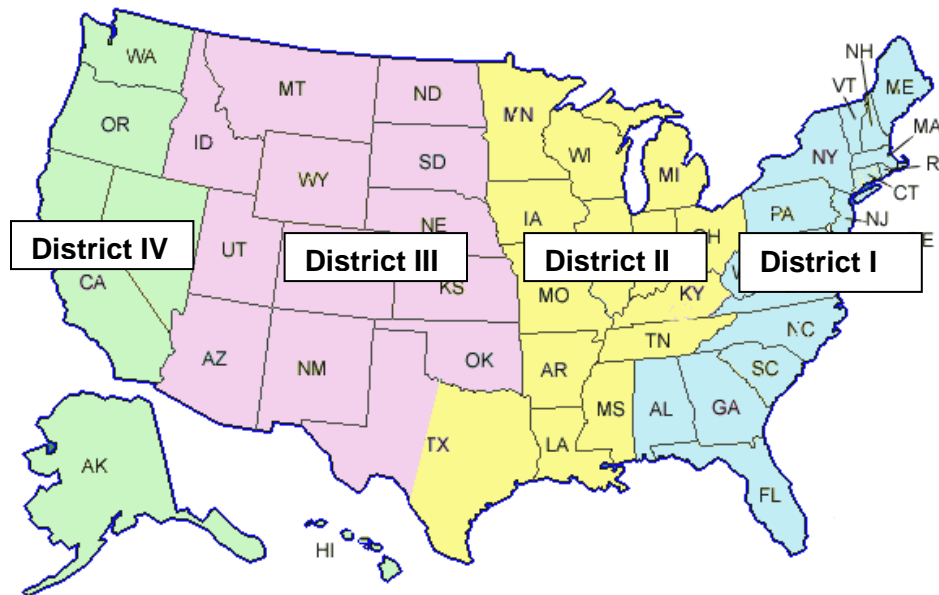 NH
WA
VT
ME
MT
ND
MN
OR
MA
ID
WI
NY
SD
R
WY
MI
CT
PA
IA
NE
NJ
OH
E
District IV
District III
District II
District I
UT
CA
KS
MO
KY
NC
TN
AZ
NM
OK
AR
SC
MS
AL
GA
TX
LA
AK
FL
HI